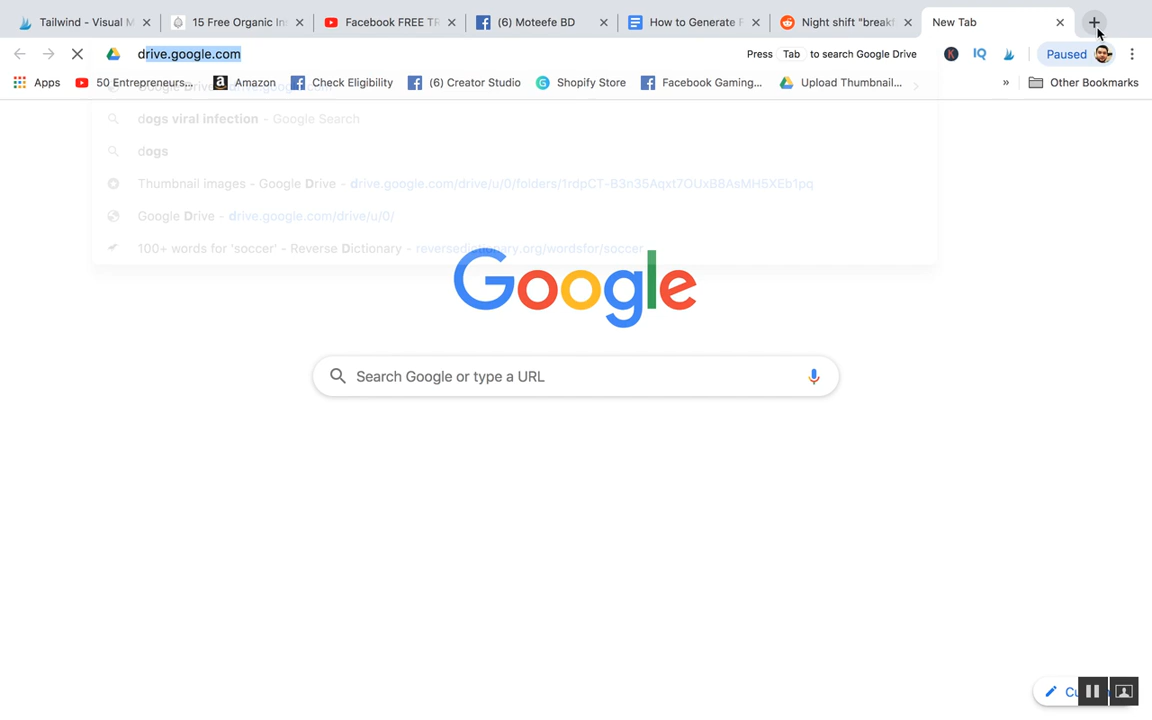 Tailwind - Visual M
15 Free Organic In
Facebook FREE TR
(6) Moteefe BD
How to Generate F
Night shift "breakf
New Tab
drive.google.com
Press Tab to search Google Drive
Paused
Apps
50 Entrepreneurs...
Amazon
Check Eligibility
(6) Creator Studio
Shopify Store
Facebook Gaming...
Upload Thumbnail...
»
Other Bookmarks
dogs viral infection - Google Search
dogs
Thumbnail images - Google Drive - drive.google.com/drive/u/0/folders/1rdpCT-B3n35Aqxt7OUxB8AsMH5XEb1pq
Google Drive - drive.google.com/drive/u/0/
100+ words for 'soccer' - Reverse Dictionary - reversedictionary.org/wordsfor/soccer
Google
Search Google or type a URL